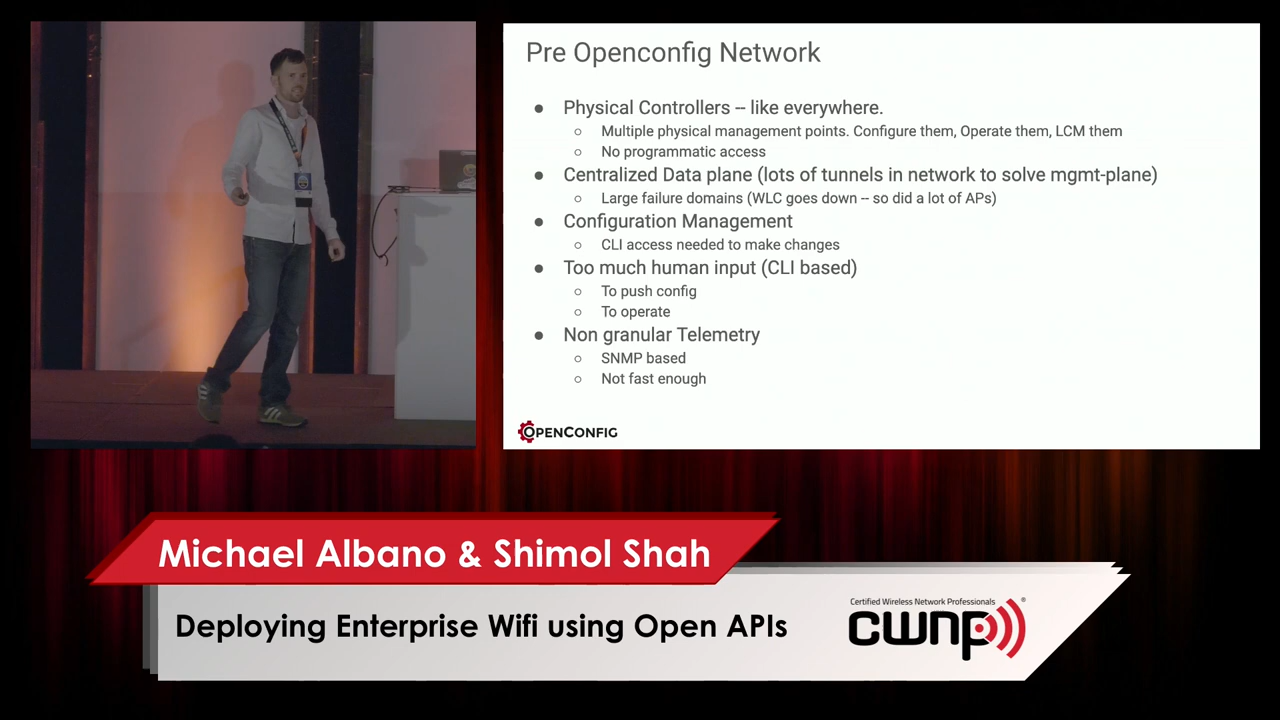 Pre Openconfig Network
● Physical Controllers -- like everywhere.
○ Multiple physical management points. Configure them, Operate them, LCM them
○ No programmatic access
● Centralized Data plane (lots of tunnels in network to solve mgmt-plane)
○ Large failure domains (WLC goes down -- so did a lot of APs)
● Configuration Management
○ CLI access needed to make changes
● Too much human input (CLI based)
○ To push config
○ To operate
● Non granular Telemetry
○ SNMP based
○ Not fast enough
OPENCONFIG
Michael Albano & Shimol Shah
Deploying Enterprise Wifi using Open APIs
Certified Wireless Network Professionals
cwnp®